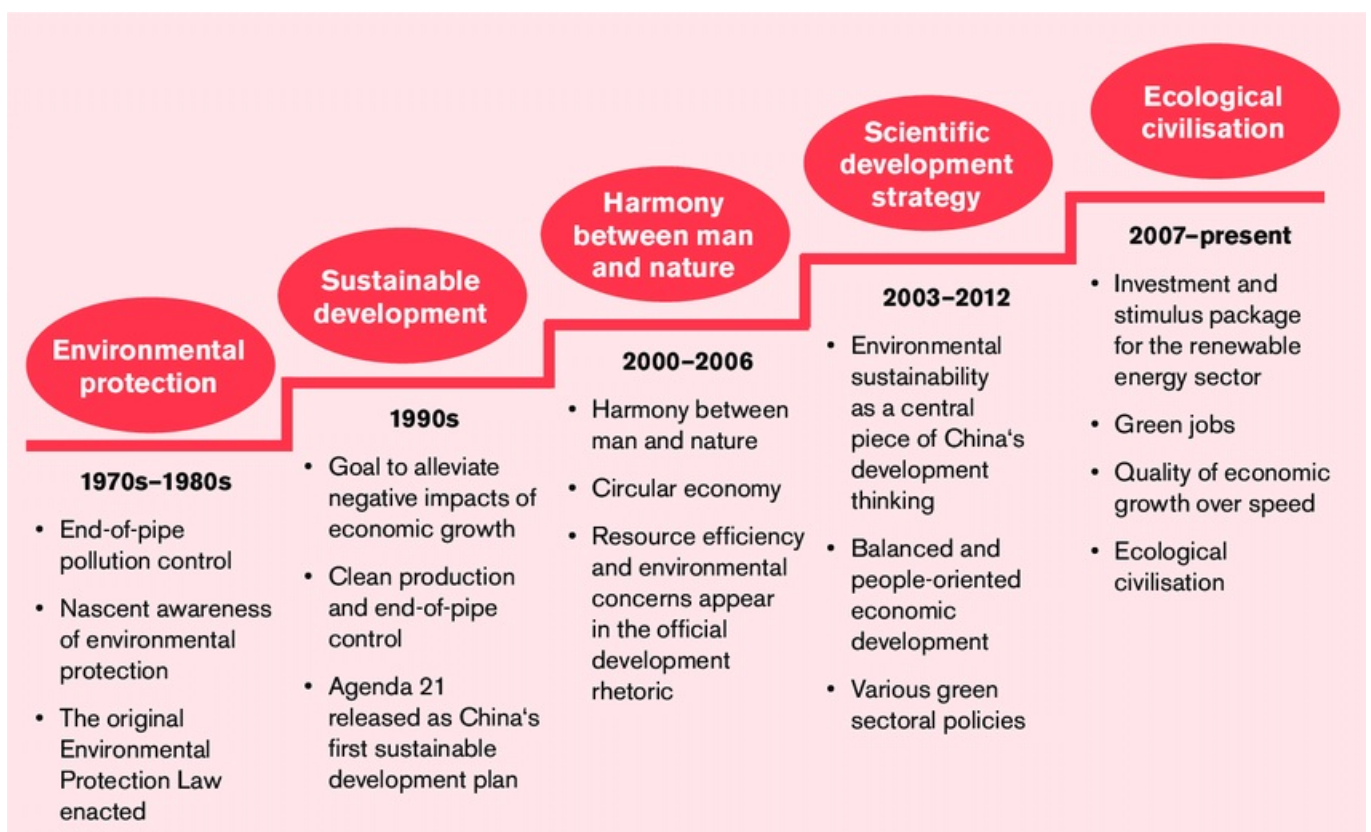 Environmental
protection
1970s–1980s
• End-of-pipe
pollution control
• Nascent awareness
of environmental
protection
• The original
Environmental
Protection Law
enacted
Sustainable
development
1990s
• Goal to alleviate
negative impacts of
economic growth
• Clean production
and end-of-pipe
control
• Agenda 21
released as China‘s
first sustainable
development plan
Harmony
between man
and nature
2000–2006
• Harmony between
man and nature
• Circular economy
• Resource efficiency
and environmental
concerns appear
in the official
development
rhetoric
Scientific
development
strategy
2003–2012
• Environmental
sustainability
as a central
piece of China‘s
development
thinking
• Balanced and
people-oriented
economic
development
• Various green
sectoral policies
Ecological
civilisation
2007–present
• Investment and
stimulus package
for the renewable
energy sector
• Green jobs
• Quality of economic
growth over speed
• Ecological
civilisation